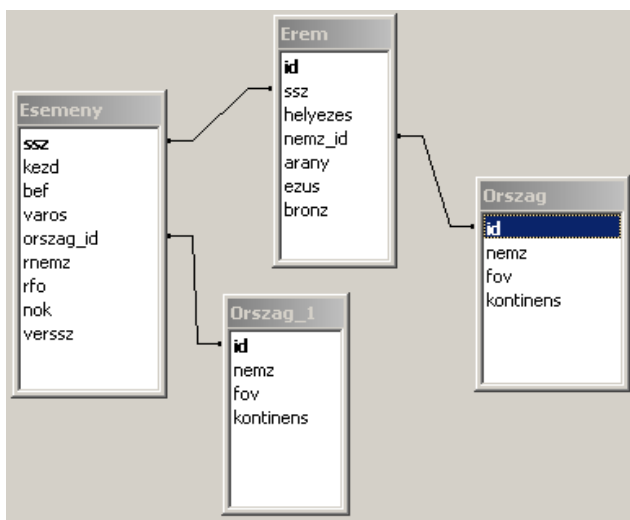 Erem
id
ssz
helyezes
nemz_id
arany
ezus
bronz
Esemeny
ssz
kezd
bef
varos
orszag_id
rnemz
rfo
nok
verssz
Orszag
id
nemz
fov
kontinens
Orszag_1
id
nemz
fov
kontinens